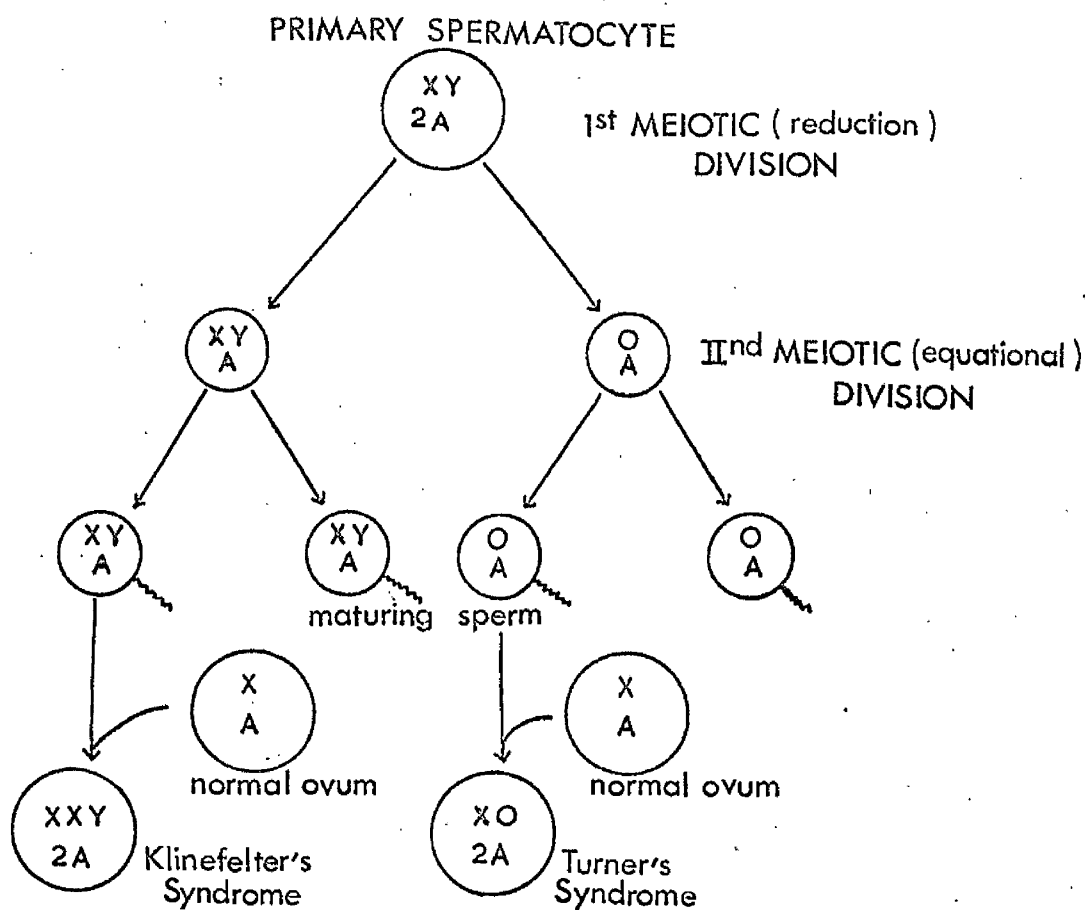 PRIMARY SPERMATOCYTE
XY
2A
1st MEIOTIC (reduction)
DIVISION
XY
A
O
A
IInd MEIOTIC (equational)
DIVISION
XY
A
XY
A
O
A
O
A
maturing sperm
X
A
normal ovum
X
A
normal ovum
XXY
2A
Klinefelter's
Syndrome
XO
2A
Turner's
Syndrome